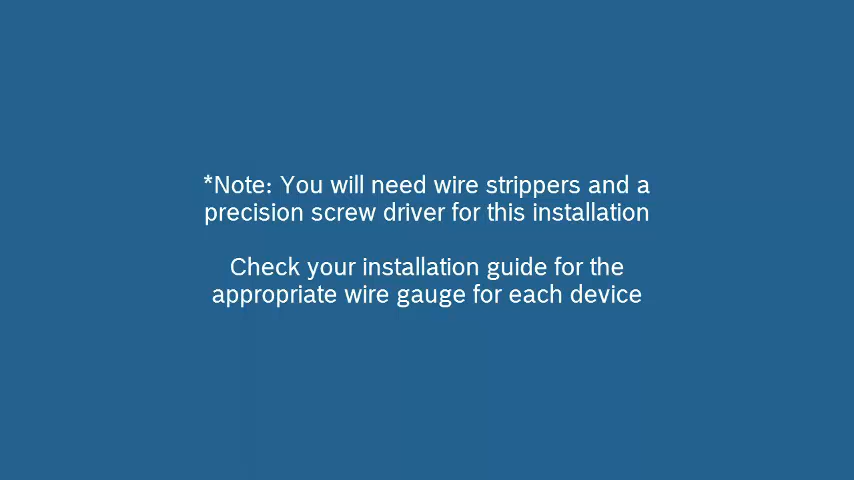 *Note: You will need wire strippers and a
precision screw driver for this installation
Check your installation guide for the
appropriate wire gauge for each device